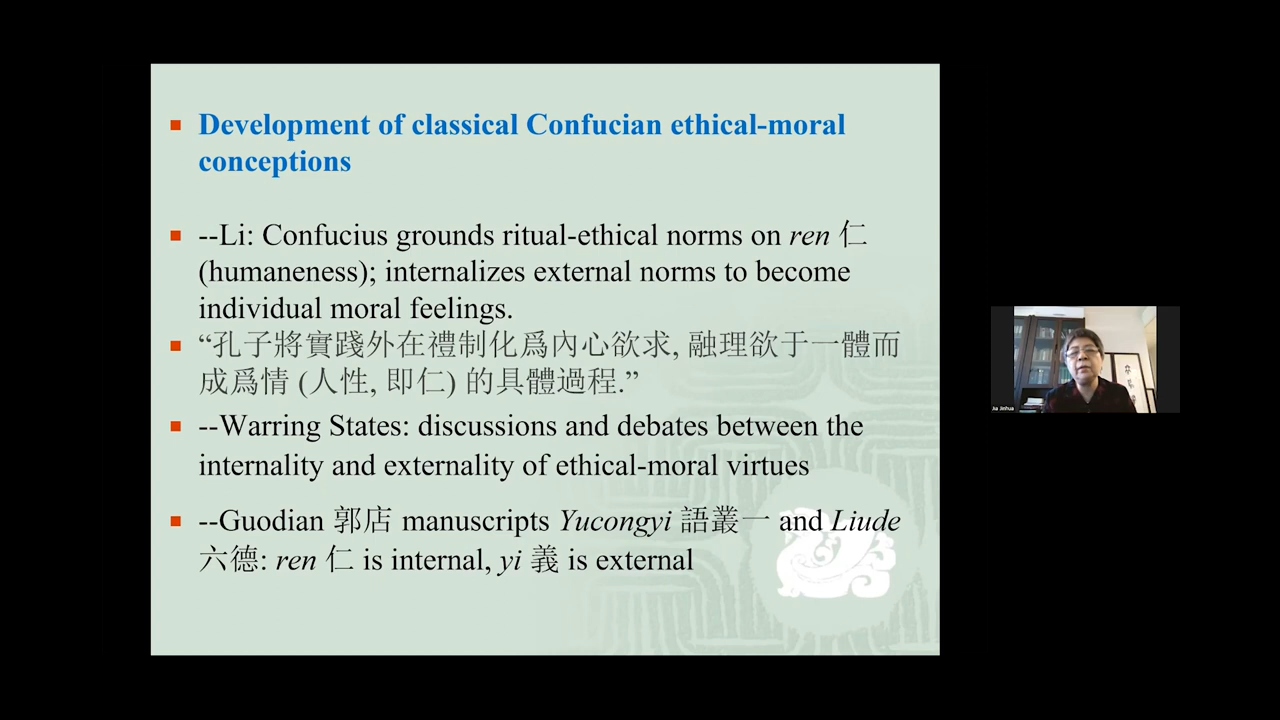 Development of classical Confucian ethical-moral
conceptions
--Li: Confucius grounds ritual-ethical norms on ren 仁
(humaneness); internalizes external norms to become
individual moral feelings.
“孔子將實踐外在禮制化爲內心欲求, 融理欲于一體而
成爲情 (人性, 即仁) 的具體過程.”
--Warring States: discussions and debates between the
internality and externality of ethical-moral virtues
--Guodian 郭店 manuscripts Yucongyi 語叢一 and Liude
六德: ren 仁 is internal, yi 義 is external
Jia Jinhua